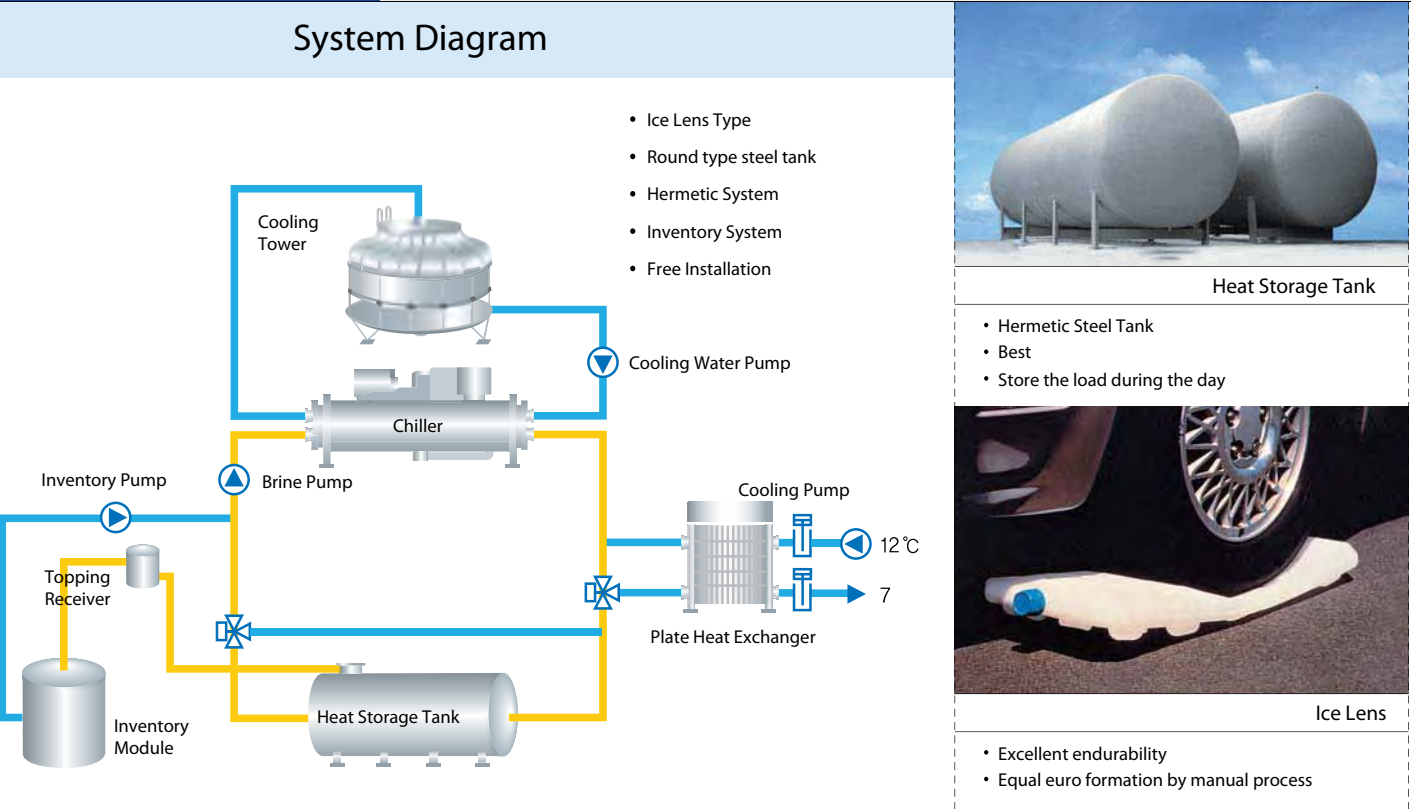 System Diagram
• Ice Lens Type
• Round type steel tank
• Hermetic System
• Inventory System
• Free Installation
Cooling
Tower
Cooling Water Pump
Chiller
Inventory Pump
Brine Pump
Cooling Pump
12℃
Topping
Receiver
7
Plate Heat Exchanger
Heat Storage Tank
Inventory
Module
Heat Storage Tank
• Hermetic Steel Tank
• Best
• Store the load during the day
Ice Lens
• Excellent endurability
• Equal euro formation by manual process